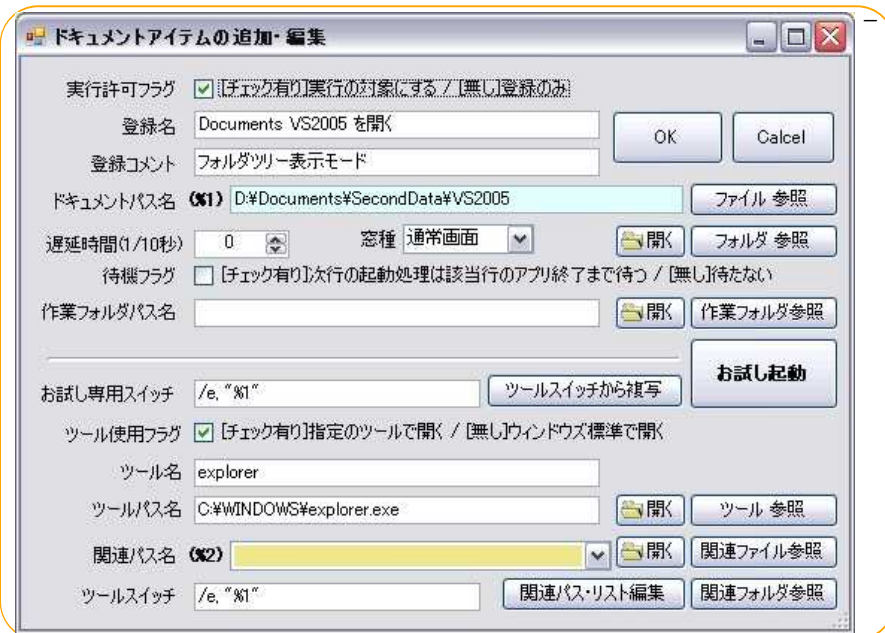 ドキュメントアイテムの追加・編集
実行許可フラグ [チェック有り]実行の対象にする / [無し]登録のみ
登録名 Documents VS2005 を開く
OK Calcel
登録コメント フォルダツリー表示モード
ドキュメントパス名 (%1) D:¥Documents¥SecondData¥VS2005 ファイル 参照
遅延時間(1/10秒) 0 窓種 通常画面 開く フォルダ 参照
待機フラグ [チェック有り]次行の起動処理は該当行のアプリ終了まで待つ / [無し]待たない
作業フォルダパス名 開く 作業フォルダ参照
お試し起動
お試し専用スイッチ /e, "%1" ツールスイッチから複写
ツール使用フラグ [チェック有り]指定のツールで開く / [無し]ウィンドウズ標準で開く
ツール名 explorer
ツールパス名 C:¥WINDOWS¥explorer.exe 開く ツール 参照
関連パス名 (%2) 開く 関連ファイル参照
ツールスイッチ /e, "%1" 関連パス・リスト編集 関連フォルダ参照